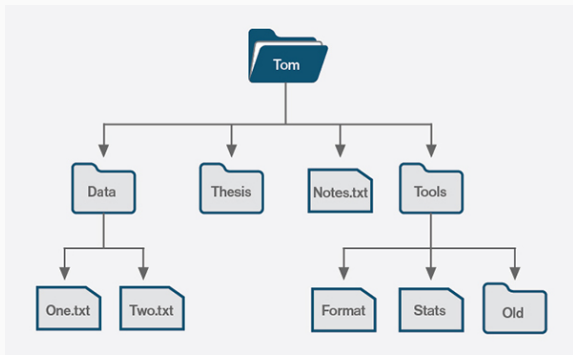 Tom
Data
Thesis
Notes.txt
Tools
One.txt
Two.txt
Format
Stats
Old